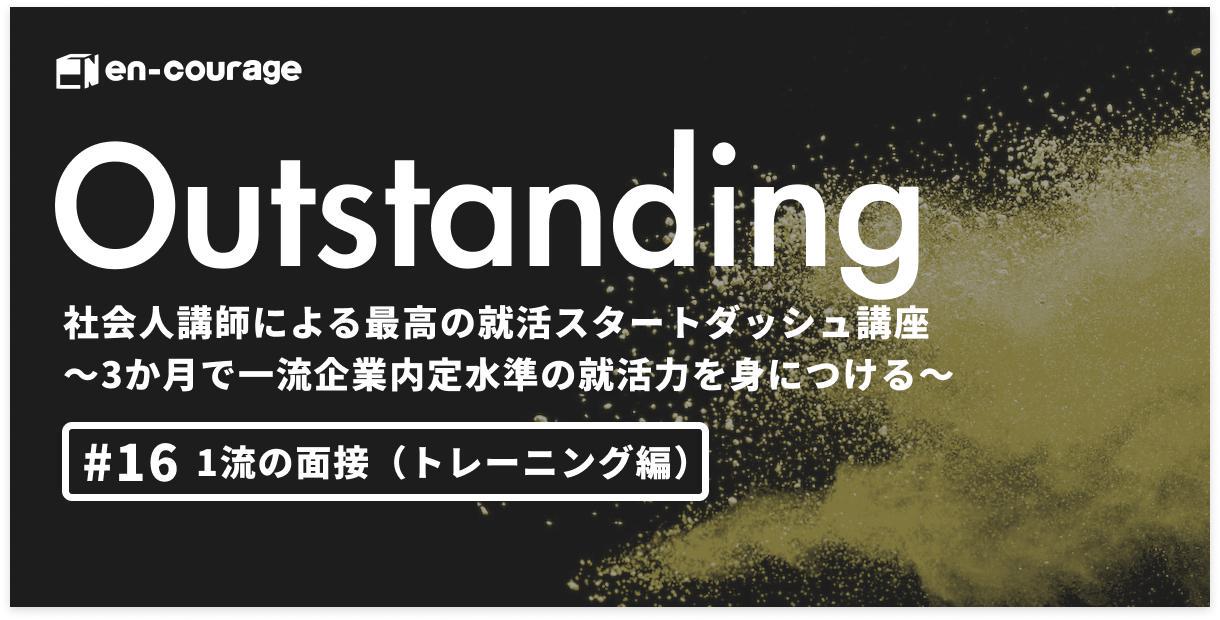 en-courage
Outstanding
社会人講師による最高の就活スタートダッシュ講座
〜3か月で一流企業内定水準の就活力を身につける〜
#16 1流の面接（トレーニング編）